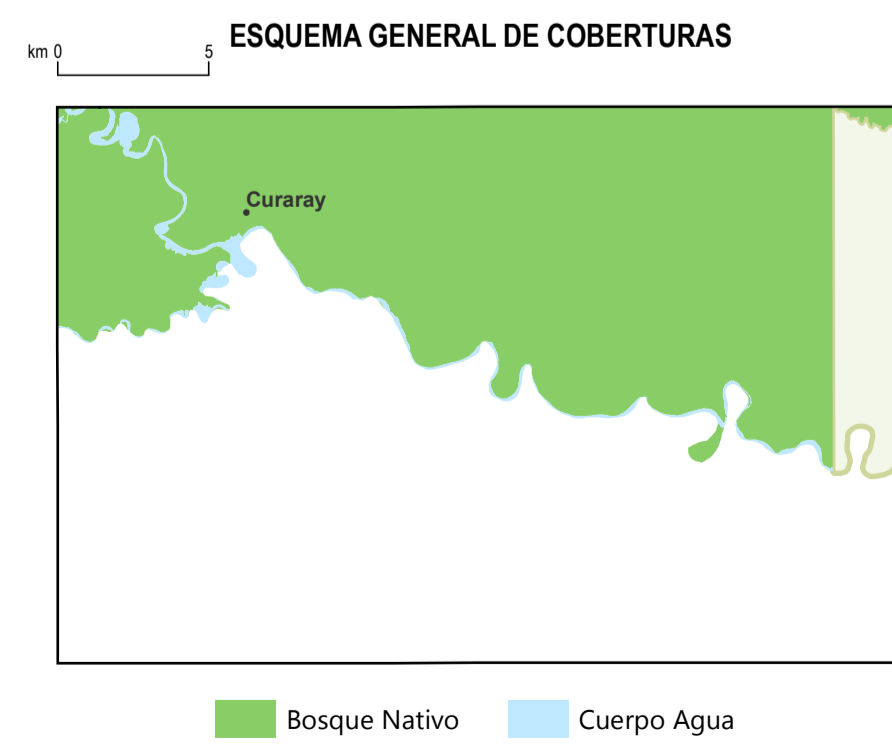 ESQUEMA GENERAL DE COBERTURAS
km 0 5
Curaray
Bosque Nativo
Cuerpo Agua